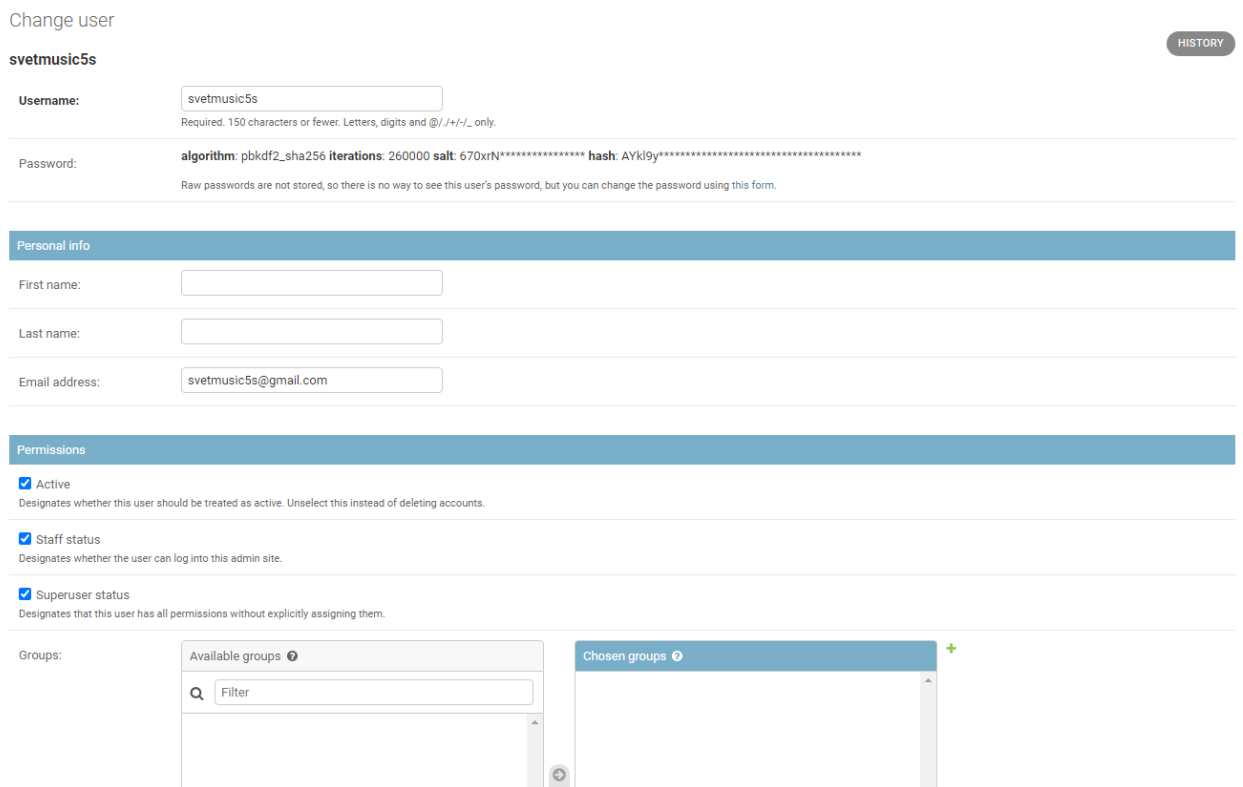 Change user
HISTORY
svetmusic5s
Username:
svetmusic5s
Required. 150 characters or fewer. Letters, digits and @/./+/-/_ only.
Password:
algorithm: pbkdf2_sha256 iterations: 260000 salt: 670xrN**************** hash: AYkl9y**************************************
Raw passwords are not stored, so there is no way to see this user's password, but you can change the password using this form.
Personal info
First name:
Last name:
Email address:
svetmusic5s@gmail.com
Permissions
Active
Designates whether this user should be treated as active. Unselect this instead of deleting accounts.
Staff status
Designates whether the user can log into this admin site.
Superuser status
Designates that this user has all permissions without explicitly assigning them.
Groups:
Available groups ?
Filter
Chosen groups ?